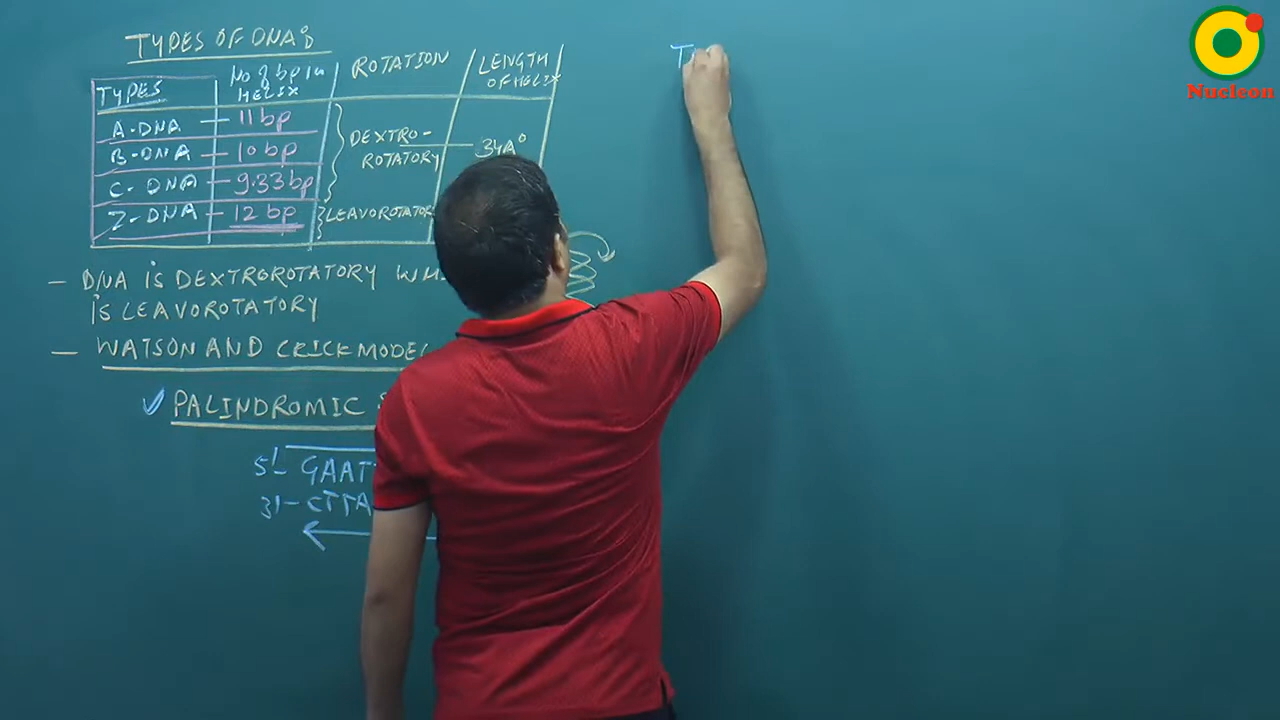 TYPES OF DNA:
TYPES
No of bp in
HELIX
ROTATION
LENGTH
OF HELIX
A-DNA - 11 bp
B-DNA - 10 bp
C-DNA - 9.33 bp
Z-DNA - 12 bp
DEXTRO-
ROTATORY
34A°
LEAVOROTATOR
- DNA IS DEXTROROTATORY
IS LEAVOROTATORY
- WATSON AND CRICK MODEL
✓ PALINDROMIC
5'- GAAT
3'- CTTA
Nucleon